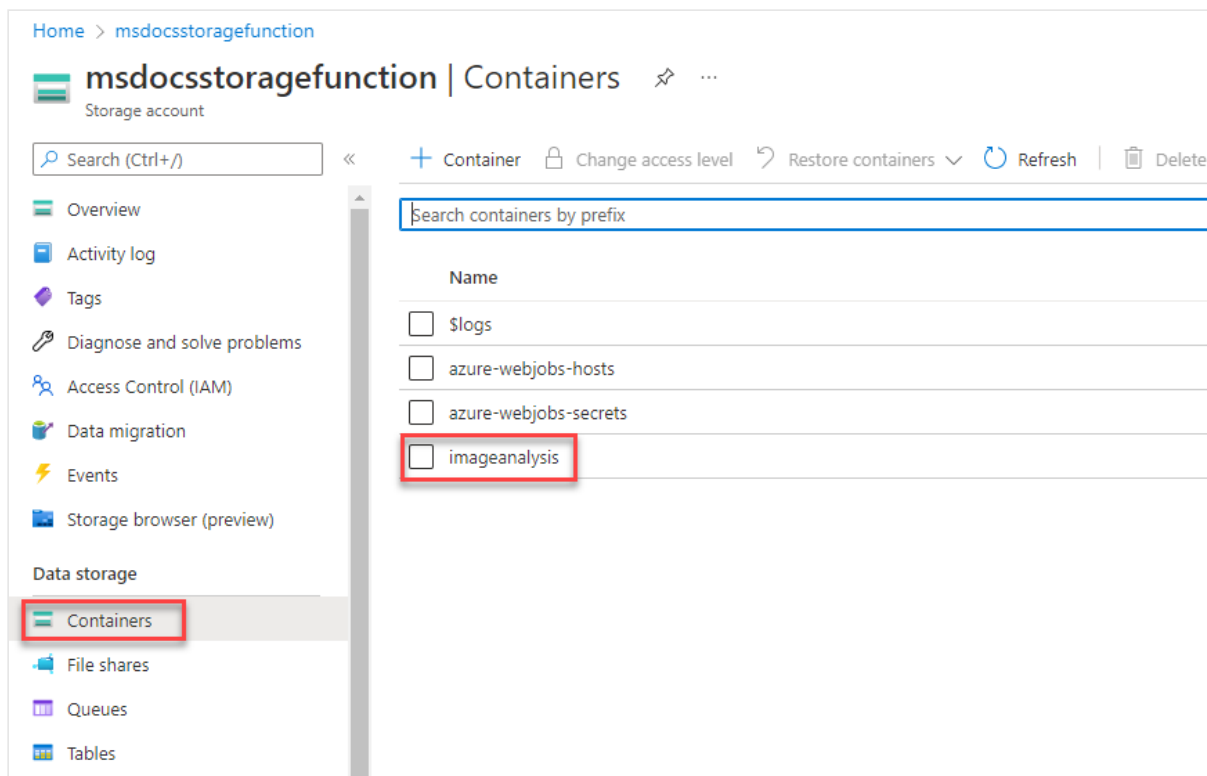 Home > msdocsstoragefunction
msdocsstoragefunction | Containers ...
Storage account
Search (Ctrl+/) «
+ Container Change access level Restore containers Refresh | Delete
Overview
Search containers by prefix
Activity log
Name
Tags
$logs
Diagnose and solve problems
azure-webjobs-hosts
Access Control (IAM)
azure-webjobs-secrets
Data migration
imageanalysis
Events
Storage browser (preview)
Data storage
Containers
File shares
Queues
Tables